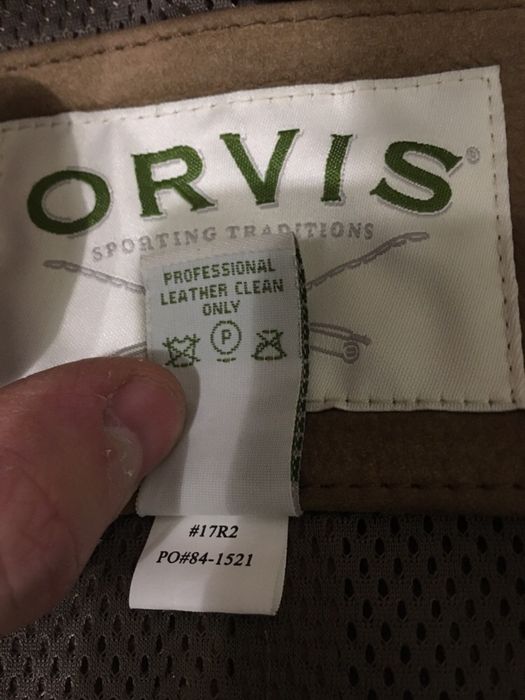 ORVIS®
SPORTING TRADITIONS
PROFESSIONAL
LEATHER CLEAN
ONLY
P
#17R2
PO#84-1521